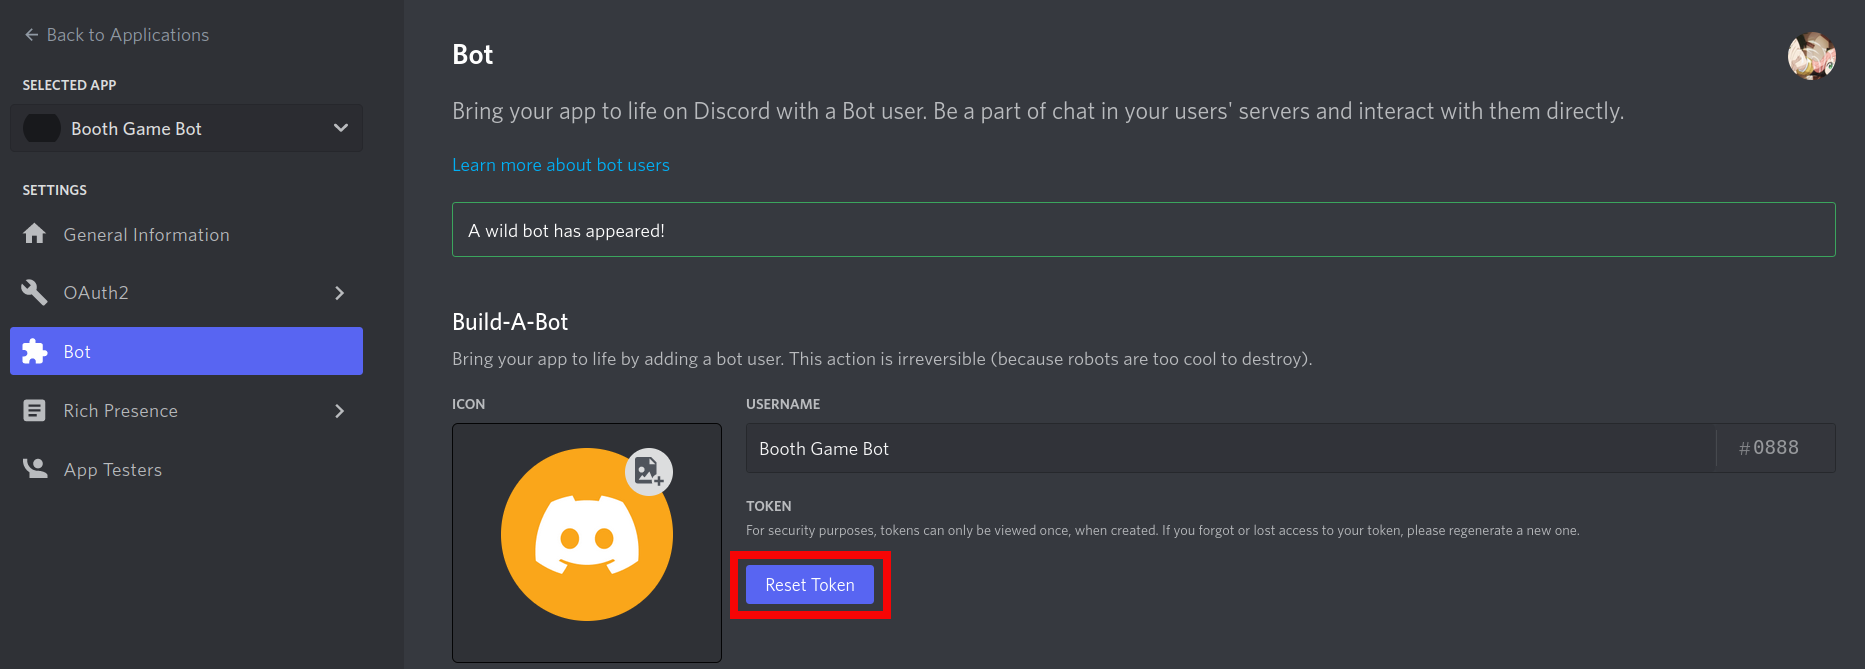 Back to Applications
SELECTED APP
Booth Game Bot
SETTINGS
General Information
OAuth2
Bot
Rich Presence
App Testers
Bot
Bring your app to life on Discord with a Bot user. Be a part of chat in your users' servers and interact with them directly.
Learn more about bot users
A wild bot has appeared!
Build-A-Bot
Bring your app to life by adding a bot user. This action is irreversible (because robots are too cool to destroy).
ICON
USERNAME
Booth Game Bot #0888
TOKEN
For security purposes, tokens can only be viewed once, when created. If you forgot or lost access to your token, please regenerate a new one.
Reset Token